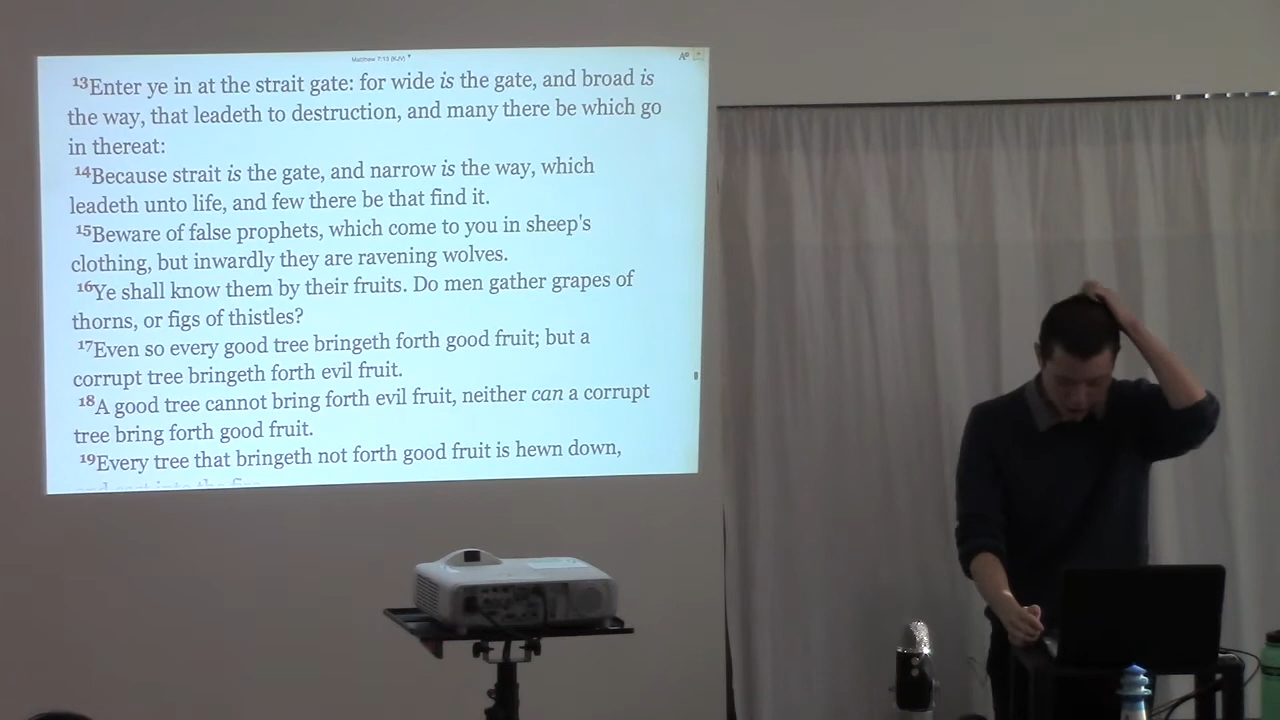 Matthew 7:13 (KJV)
13Enter ye in at the strait gate: for wide is the gate, and broad is
the way, that leadeth to destruction, and many there be which go
in thereat:
14Because strait is the gate, and narrow is the way, which
leadeth unto life, and few there be that find it.
15Beware of false prophets, which come to you in sheep's
clothing, but inwardly they are ravening wolves.
16Ye shall know them by their fruits. Do men gather grapes of
thorns, or figs of thistles?
17Even so every good tree bringeth forth good fruit; but a
corrupt tree bringeth forth evil fruit.
18A good tree cannot bring forth evil fruit, neither can a corrupt
tree bring forth good fruit.
19Every tree that bringeth not forth good fruit is hewn down,